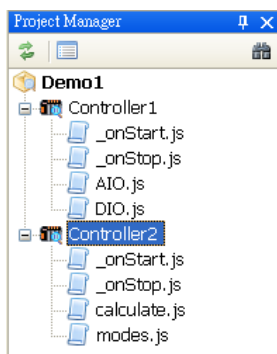 Project Manager
Demo1
Controller1
_onStart.js
_onStop.js
AIO.js
DIO.js
Controller2
_onStart.js
_onStop.js
calculate.js
modes.js